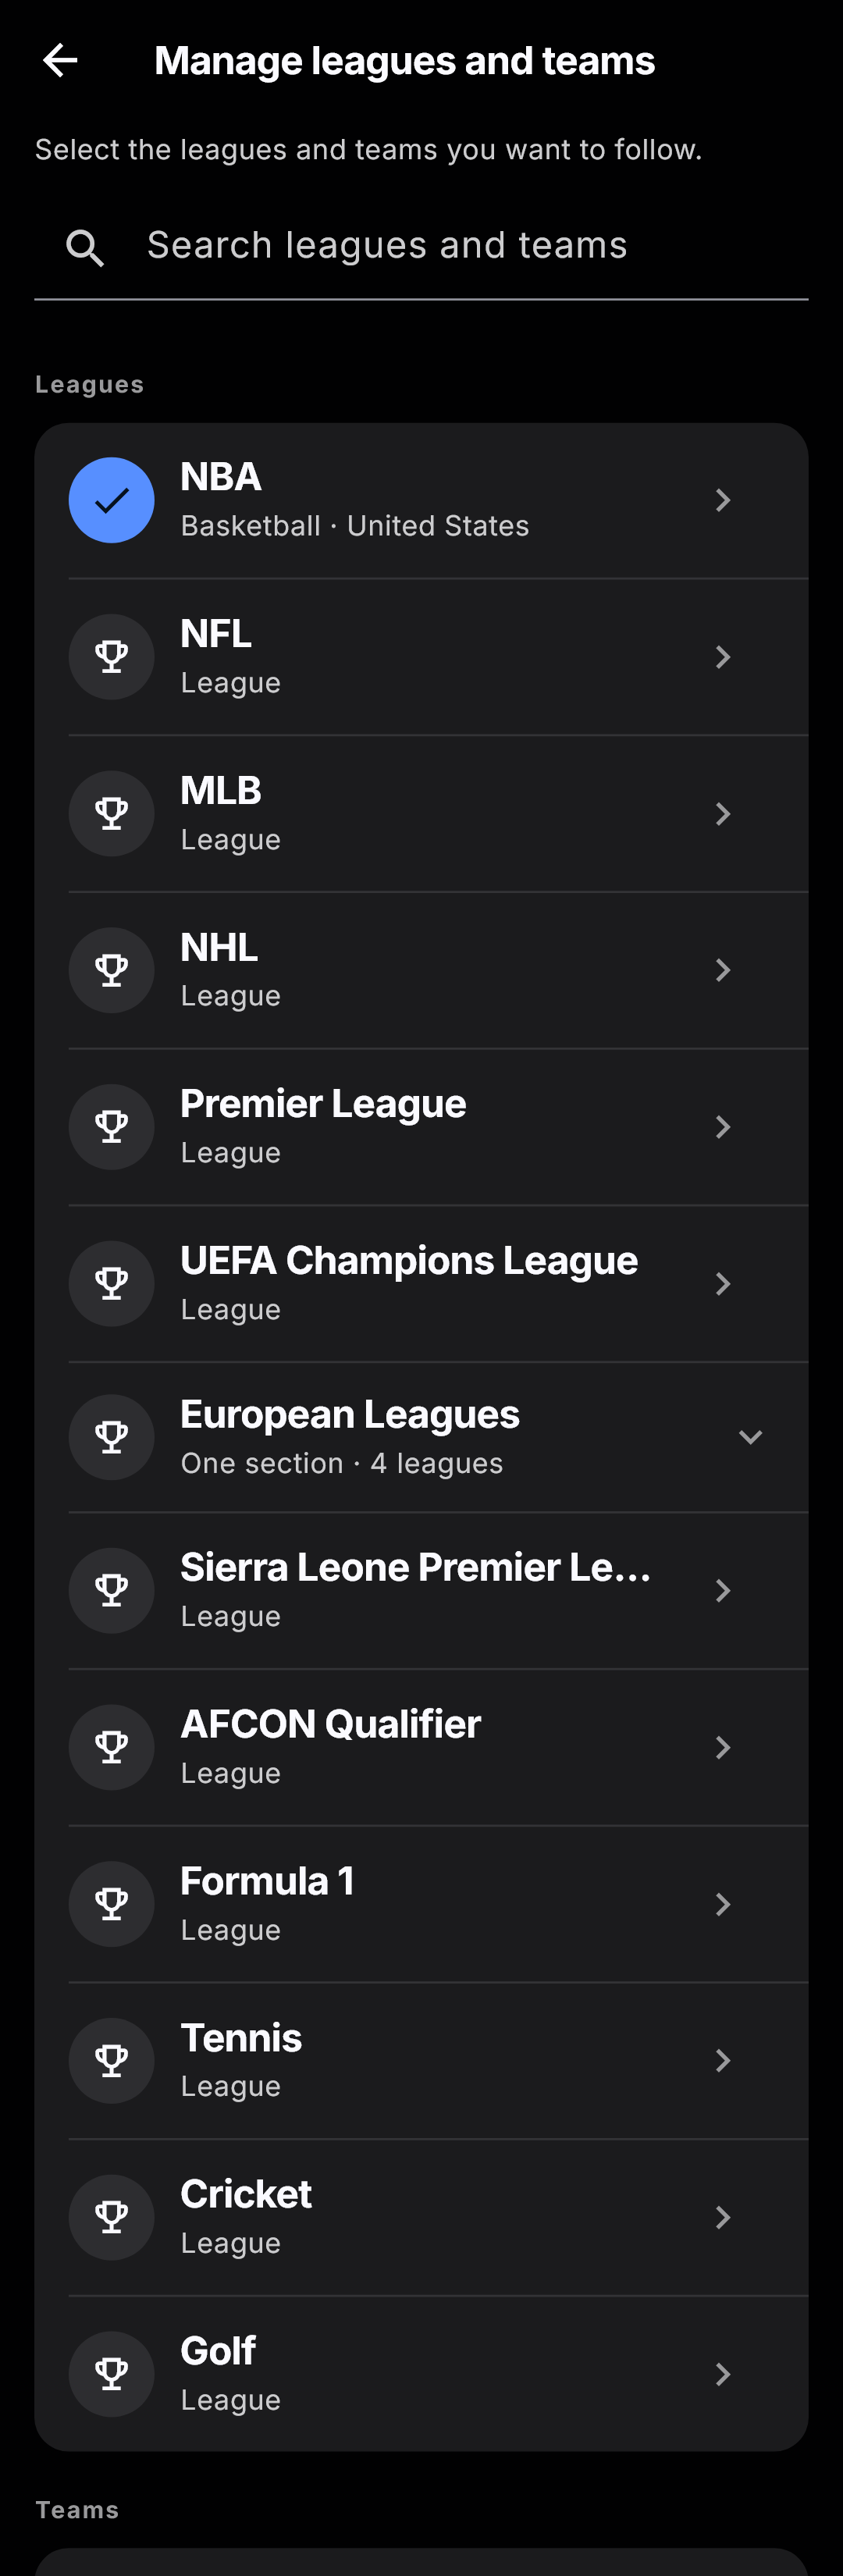 Manage leagues and teams
Select the leagues and teams you want to follow.
Search leagues and teams
Leagues
NBA
Basketball · United States
NFL
League
MLB
League
NHL
League
Premier League
League
UEFA Champions League
League
European Leagues
One section · 4 leagues
Sierra Leone Premier Le...
League
AFCON Qualifier
League
Formula 1
League
Tennis
League
Cricket
League
Golf
League
Teams